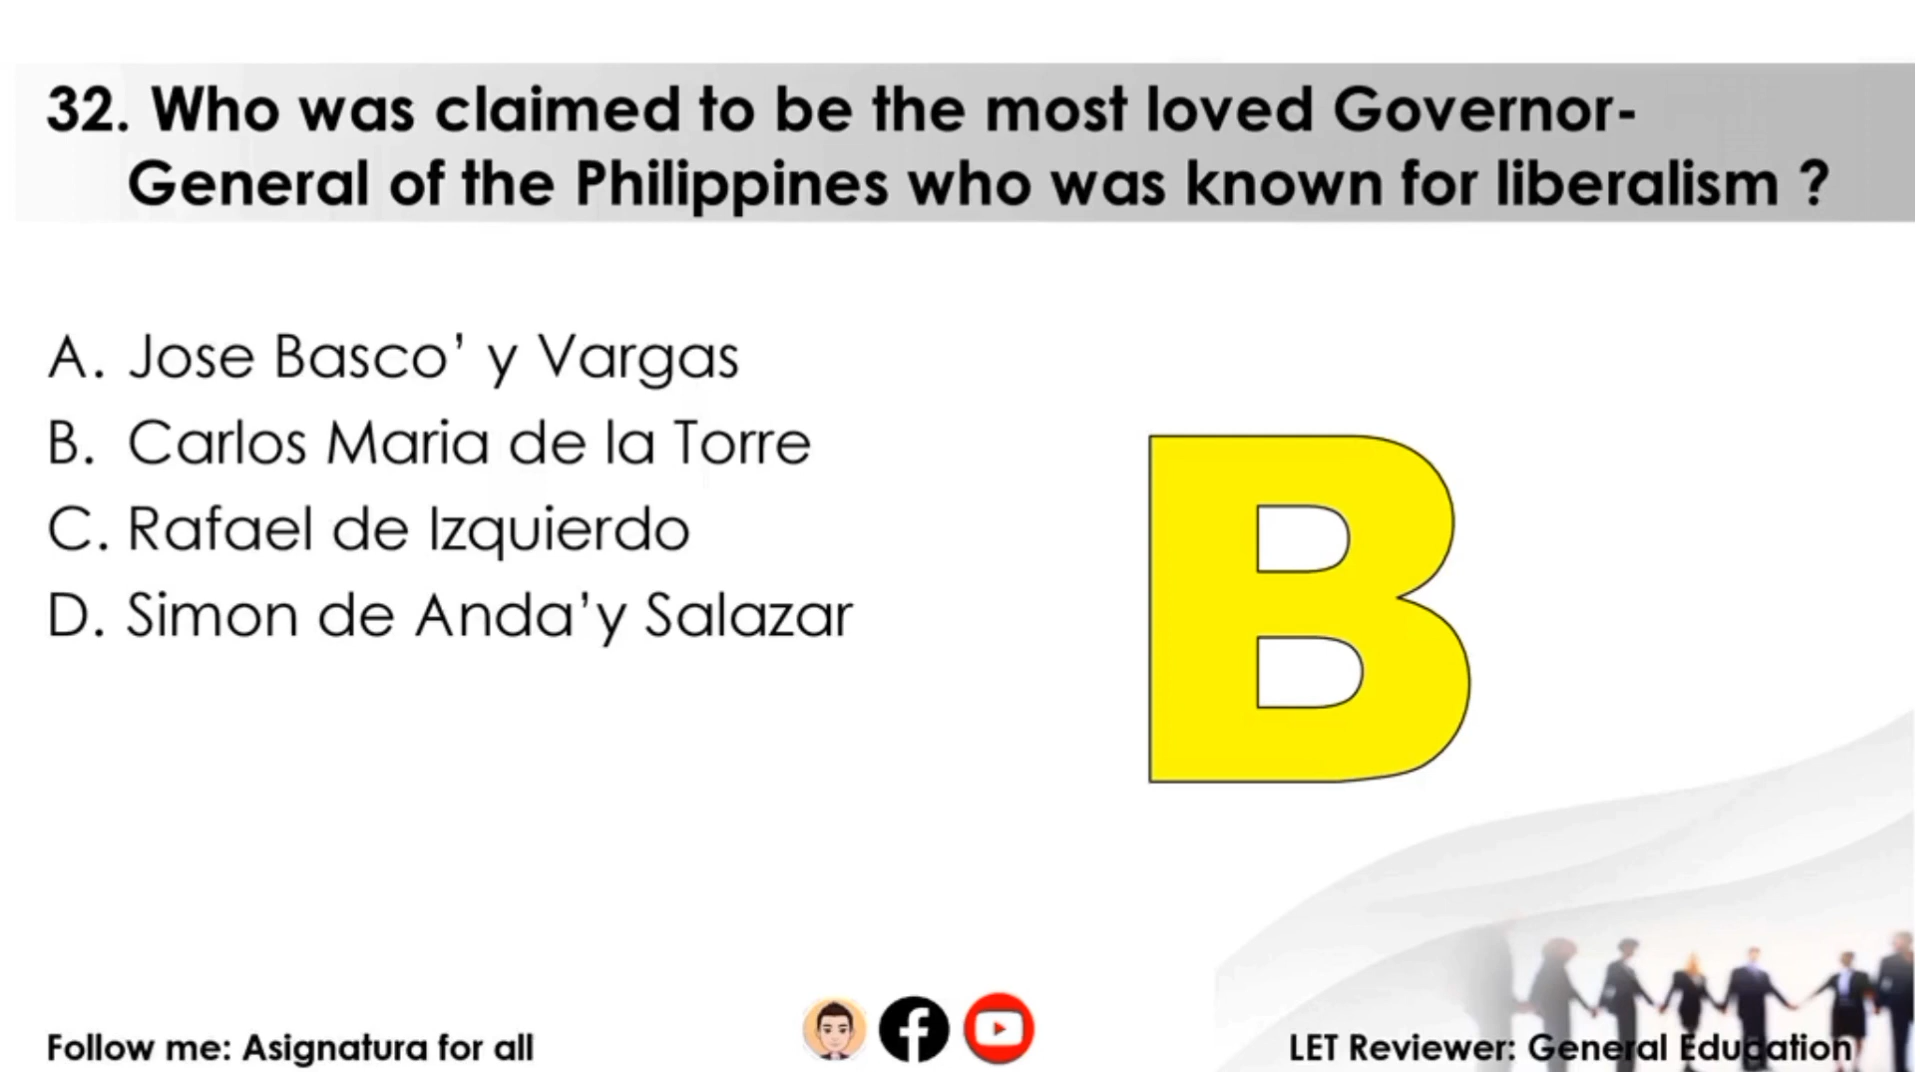 32. Who was claimed to be the most loved Governor-
General of the Philippines who was known for liberalism ?
A. Jose Basco’ y Vargas
B. Carlos Maria de la Torre
C. Rafael de Izquierdo
D. Simon de Anda’y Salazar
B
Follow me: Asignatura for all
LET Reviewer: General Education